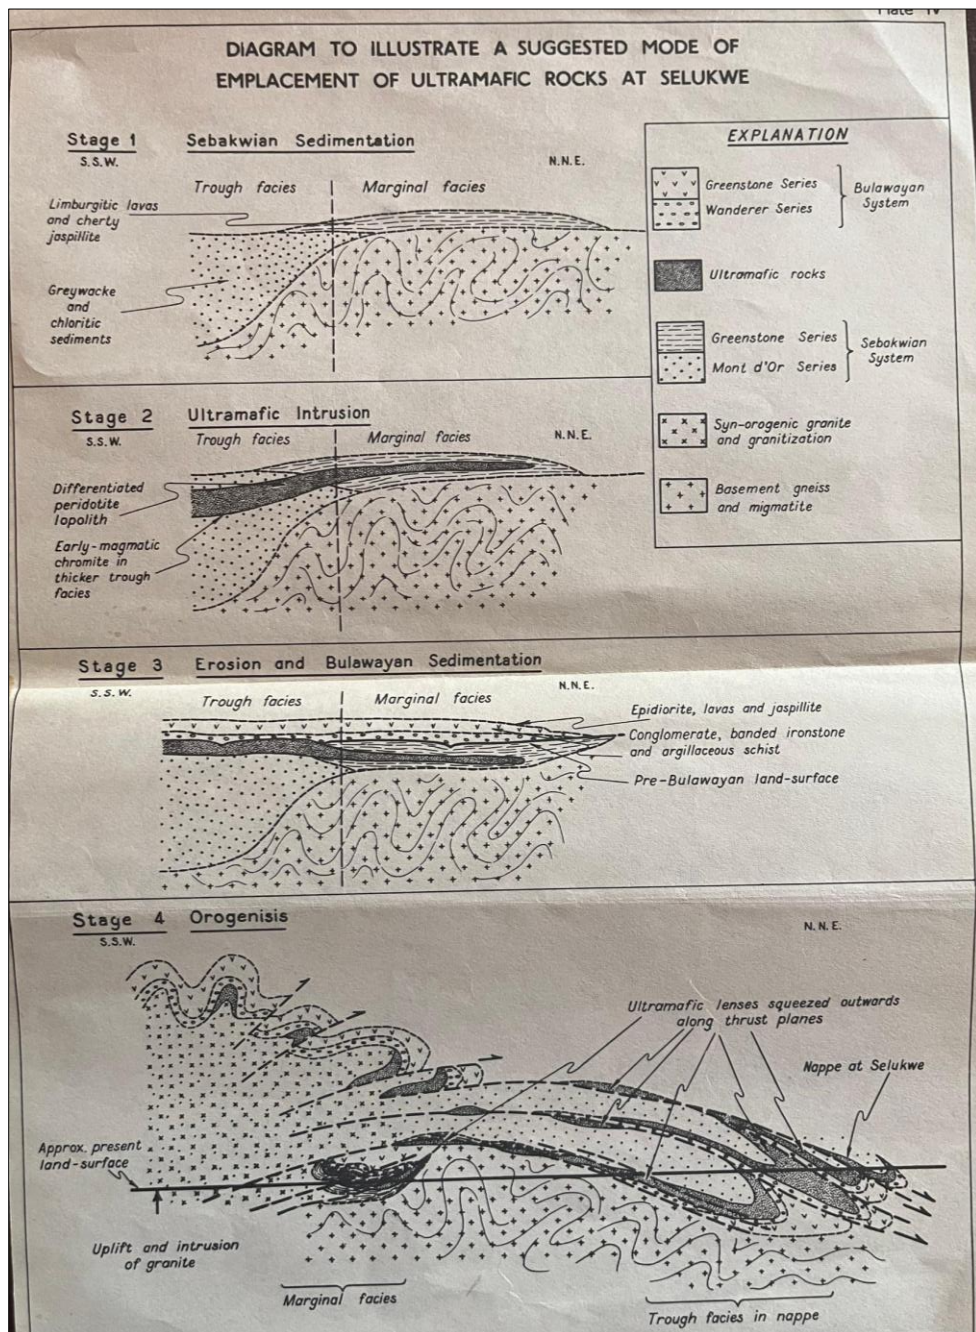 Plate IV
DIAGRAM TO ILLUSTRATE A SUGGESTED MODE OF
EMPLACEMENT OF ULTRAMAFIC ROCKS AT SELUKWE
Stage 1 Sebakwian Sedimentation
S.S.W.
N.N.E.
Trough facies
Marginal facies
Limburgitic lavas
and cherty
jaspillite
Greywacke
and
chloritic
sediments
EXPLANATION
Greenstone Series
Wanderer Series
Bulawayan
System
Ultramafic rocks
Greenstone Series
Mont d'Or Series
Sebakwian
System
Syn-orogenic granite
and granitization
Basement gneiss
and migmatite
Stage 2 Ultramafic Intrusion
S.S.W.
Trough facies
Marginal facies
N.N.E.
Differentiated
peridotite
lopolith
Early-magmatic
chromite in
thicker trough
facies
Stage 3 Erosion and Bulawayan Sedimentation
S.S.W.
N.N.E.
Trough facies
Marginal facies
Epidiorite, lavas and jaspillite
Conglomerate, banded ironstone
and argillaceous schist
Pre-Bulawayan land-surface
Stage 4 Orogenisis
S.S.W.
N.N.E.
Ultramafic lenses squeezed outwards
along thrust planes
Nappe at Selukwe
Approx. present
land-surface
Uplift and intrusion
of granite
Marginal facies
Trough facies in nappe